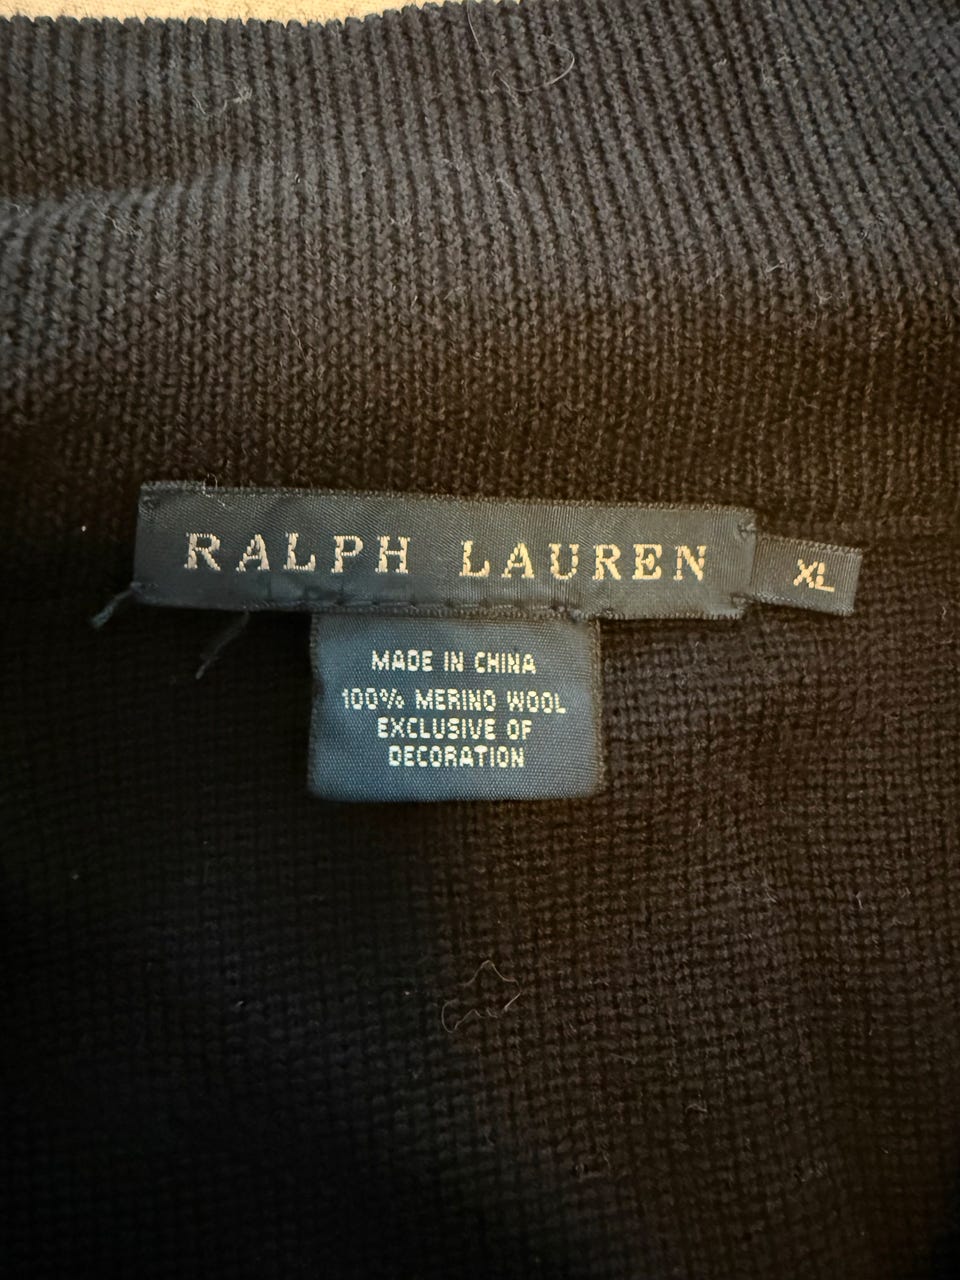 RALPH LAUREN
XL
MADE IN CHINA
100% MERINO WOOL
EXCLUSIVE OF
DECORATION